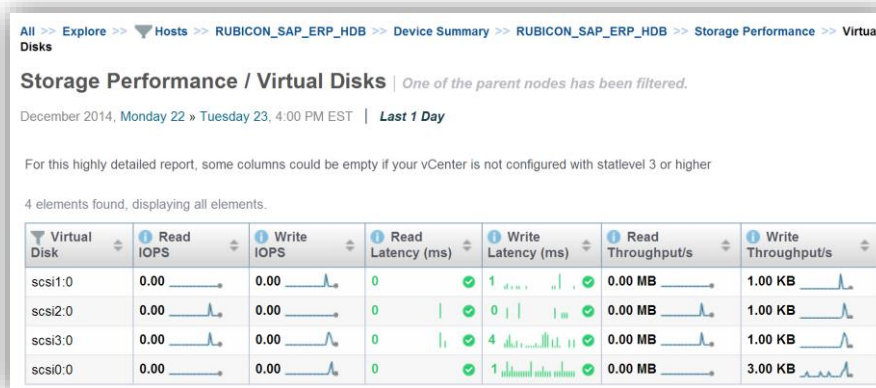 All >> Explore >> Hosts >> RUBICON_SAP_ERP_HDB >> Device Summary >> RUBICON_SAP_ERP_HDB >> Storage Performance >> Virtua
Disks
Storage Performance / Virtual Disks | One of the parent nodes has been filtered.
December 2014, Monday 22 » Tuesday 23, 4:00 PM EST | Last 1 Day
For this highly detailed report, some columns could be empty if your vCenter is not configured with statlevel 3 or higher
4 elements found, displaying all elements.
Virtual Disk Read IOPS Write IOPS Read Latency (ms) Write Latency (ms) Read Throughput/s Write Throughput/s
scsi1:0 0.00 0.00 0 1 0.00 MB 1.00 KB
scsi2:0 0.00 0.00 0 0 0.00 MB 1.00 KB
scsi3:0 0.00 0.00 0 4 0.00 MB 1.00 KB
scsi0:0 0.00 0.00 0 1 0.00 MB 3.00 KB